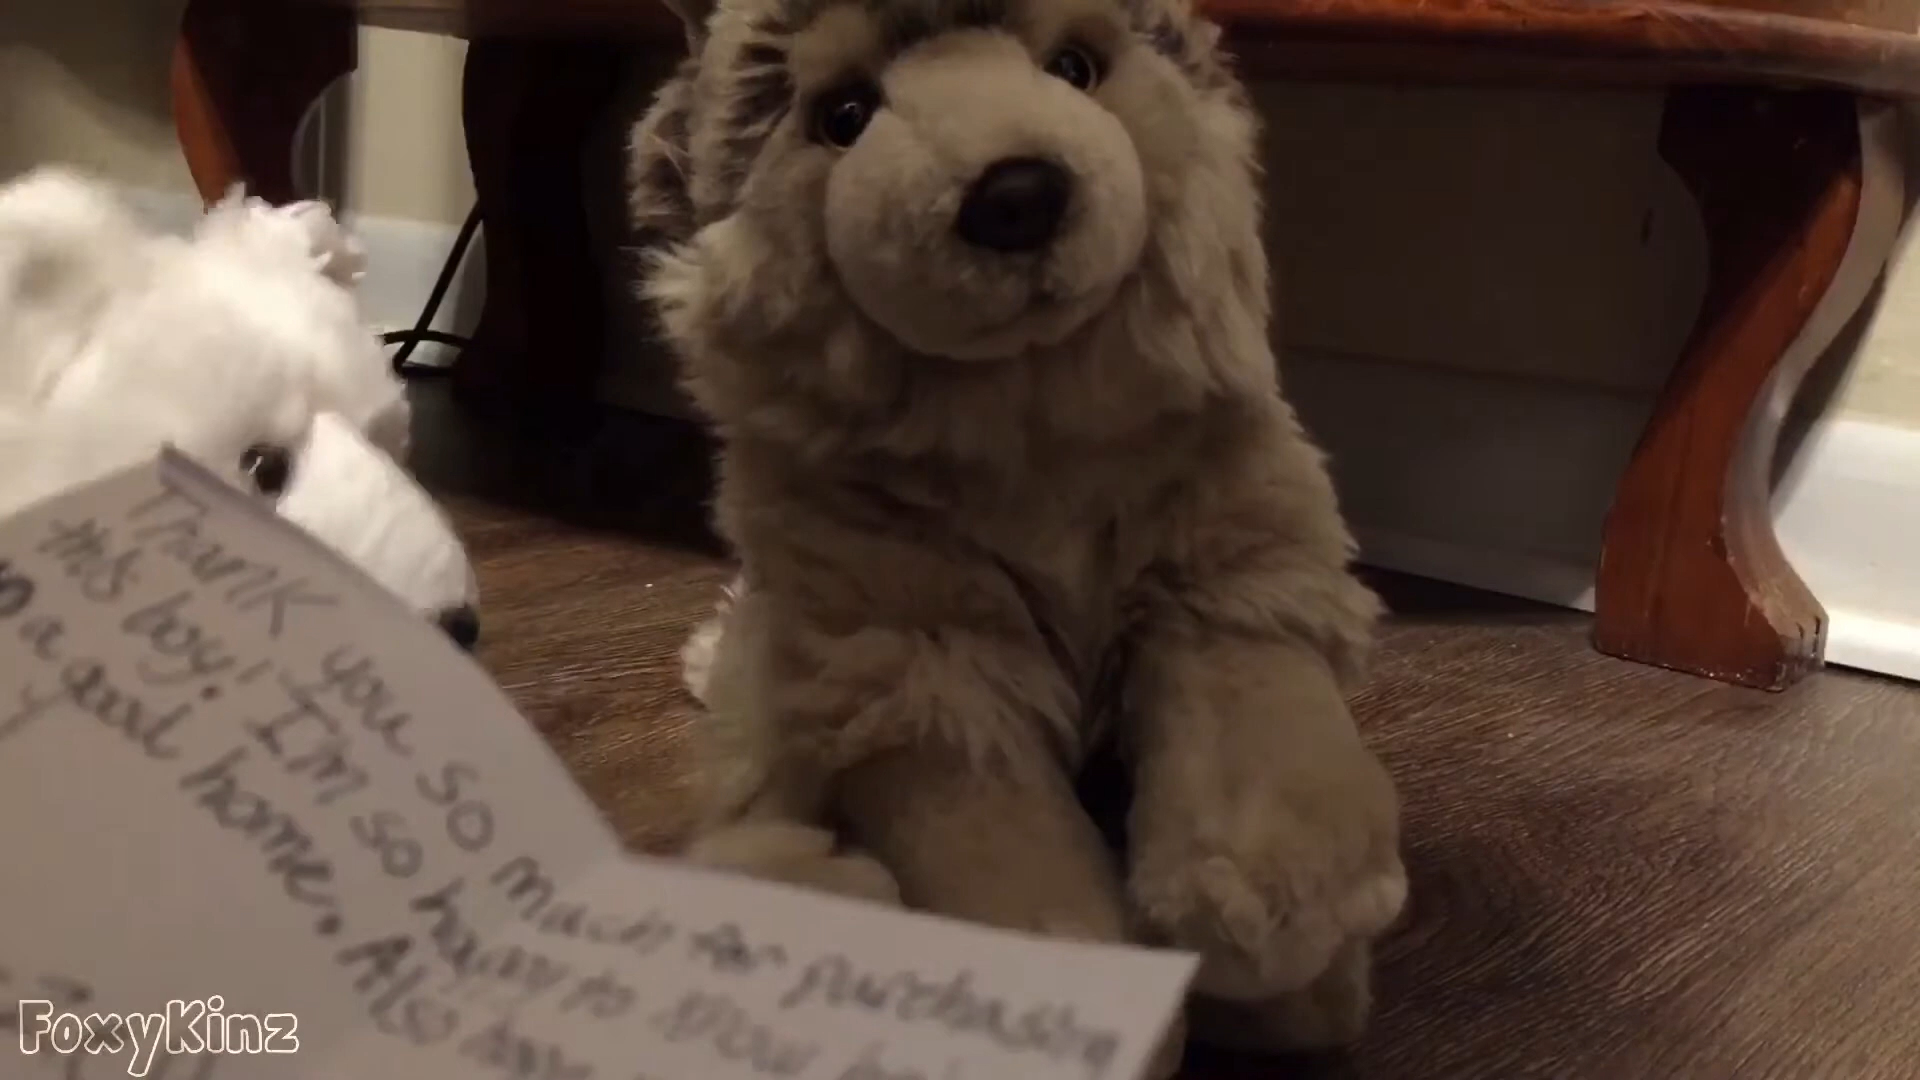 Thank you so much for purchasing
this boy! I'm so happy to know he's
a good home. Also
FoxyKinz